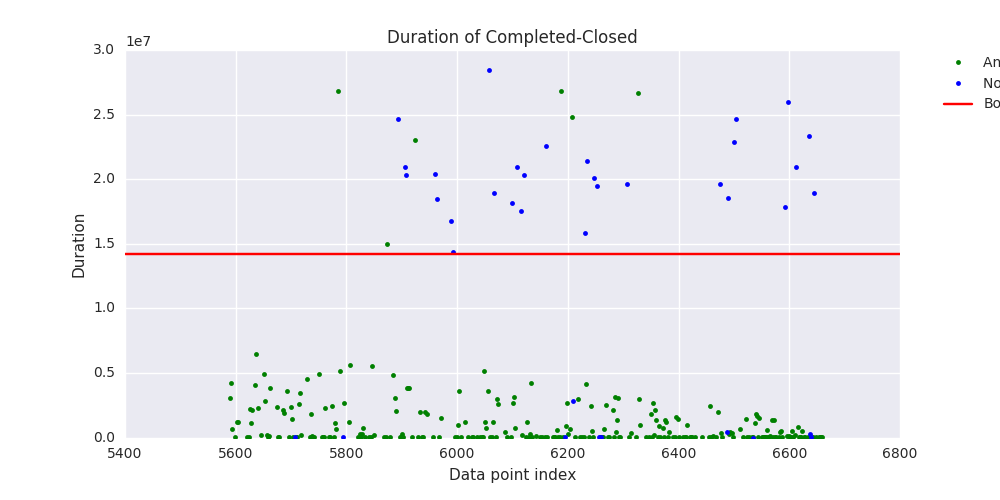 Duration of Completed-Closed
1e7
3.0
2.5
2.0
1.5
1.0
0.5
0.0
Duration
5400 5600 5800 6000 6200 6400 6600 6800
Data point index
An
No
Bo